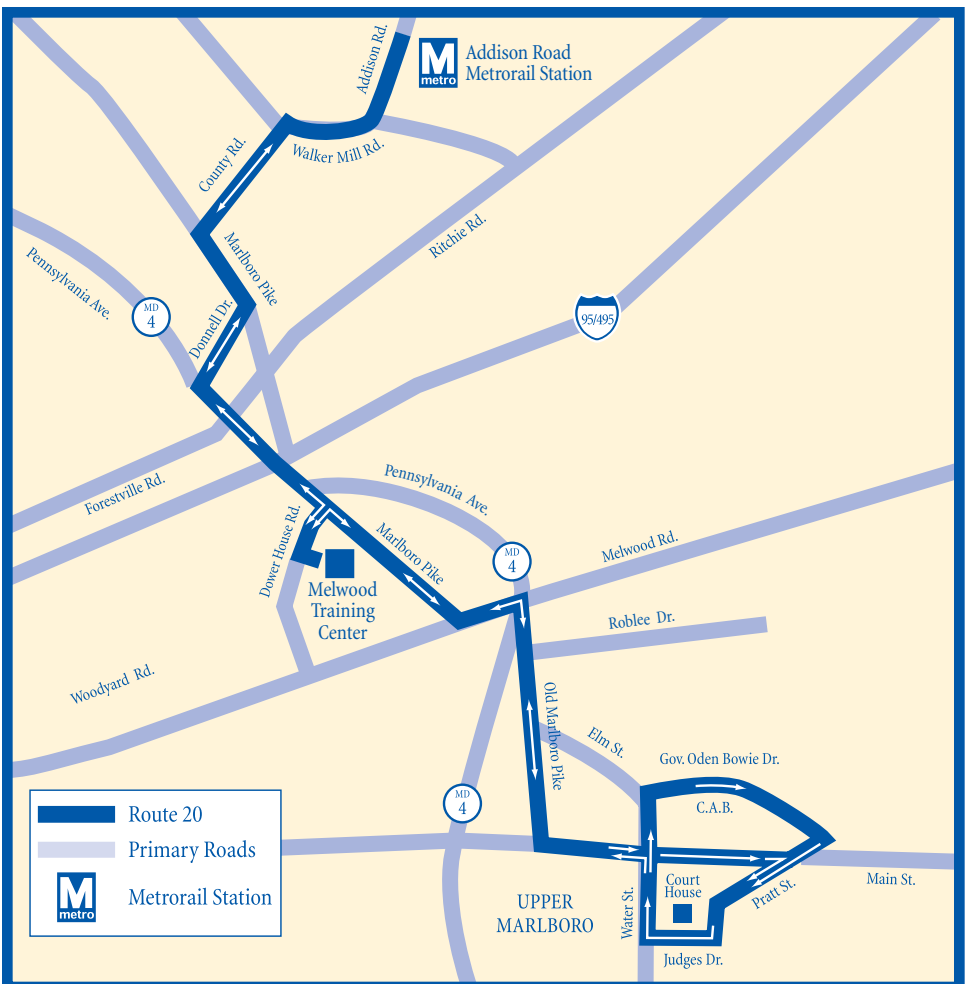 Addison Rd.
M
metro
Addison Road
Metrorail Station
County Rd.
Walker Mill Rd.
Marlboro Pike
Ritchie Rd.
Pennsylvania Ave.
MD
4
Donnell Dr.
95/495
Forestville Rd.
Pennsylvania Ave.
Dower House Rd.
Marlboro Pike
MD
4
Melwood Rd.
Melwood
Training
Center
Roblee Dr.
Woodyard Rd.
Old Marlboro Pike
Elm St.
Gov. Oden Bowie Dr.
C.A.B.
MD
4
Route 20
Primary Roads
M
metro
Metrorail Station
UPPER
MARLBORO
Water St.
Court
House
Pratt St.
Main St.
Judges Dr.